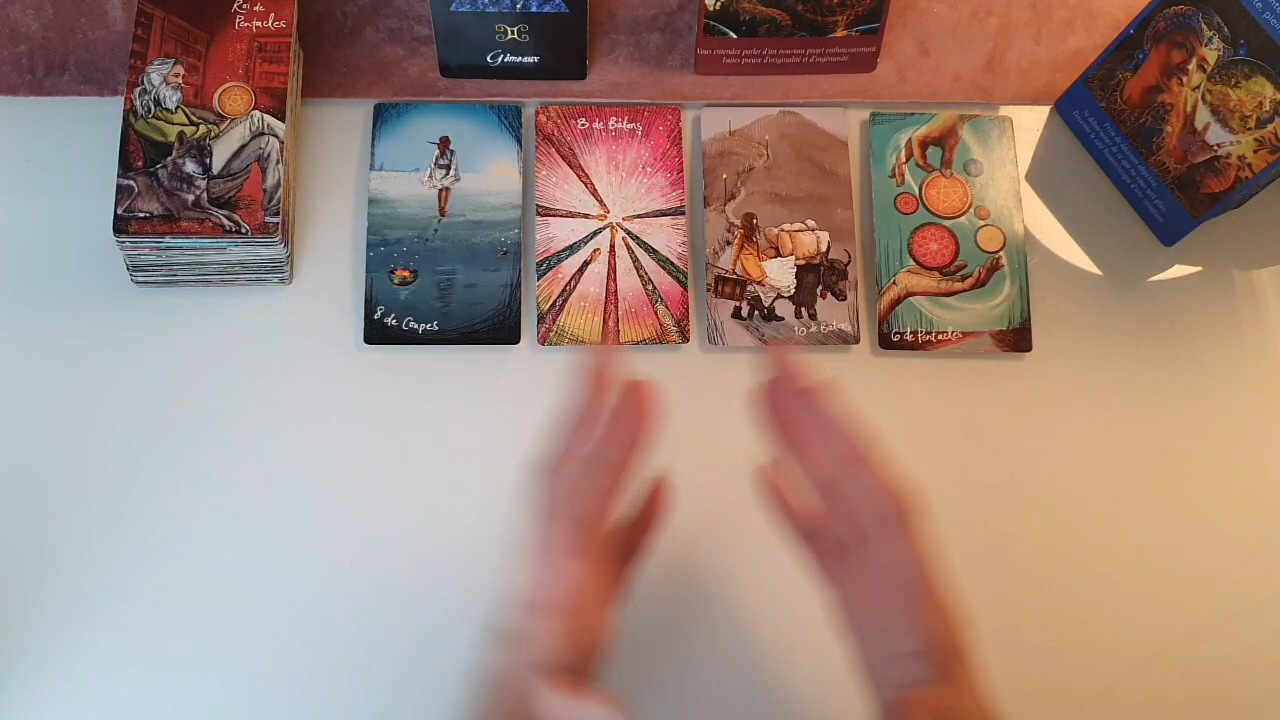 Roi de
Pentacles
Gémeaux
Vous entendez parler d'un nouveau projet enthousiasmant.
Faites preuve d'originalité et d'ingéniosité.
8 de Coupes
8 de Bâtons
10 de Bâtons
6 de Pentacles